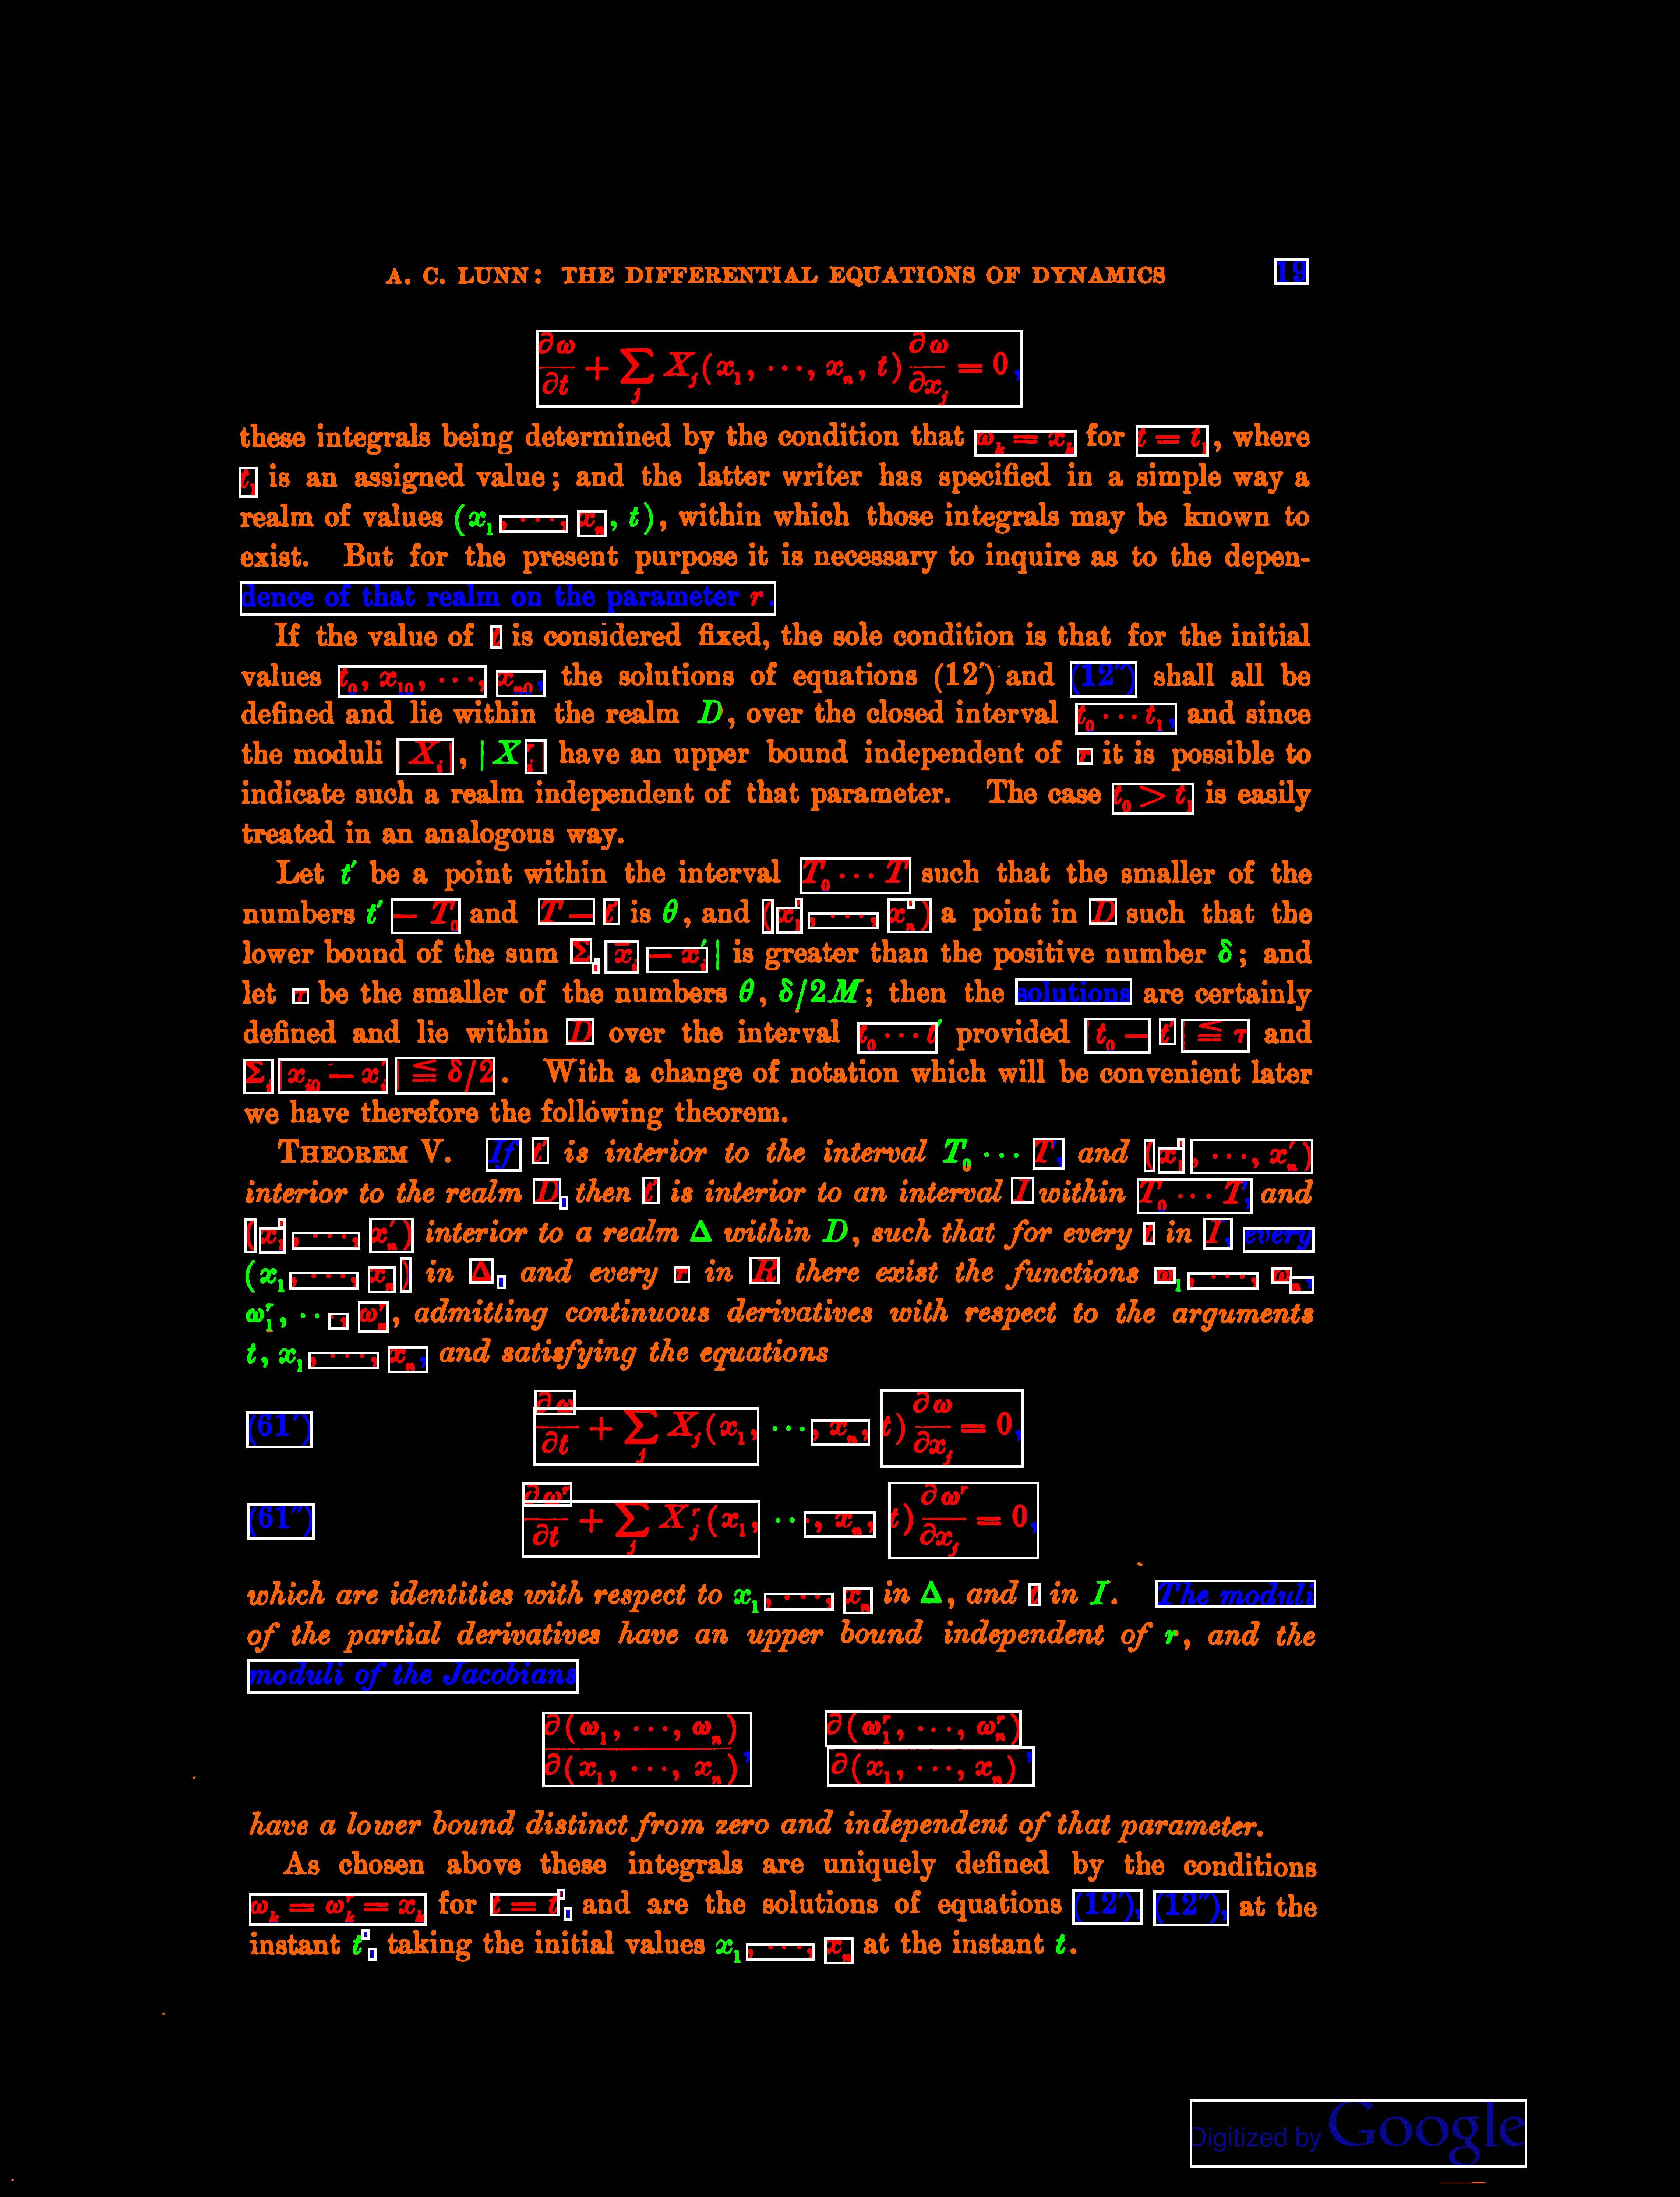 A. C. LUNN: THE DIFFERENTIAL EQUATIONS OF DYNAMICS 19
∂ω/∂t + Σ_j X_j(x_1, ···, x_n, t) ∂ω/∂x_j = 0,
these integrals being determined by the condition that ω_k = x_k for t = t_1, where
t_1 is an assigned value; and the latter writer has specified in a simple way a
realm of values (x_1, ···, x_n, t), within which those integrals may be known to
exist. But for the present purpose it is necessary to inquire as to the depen-
dence of that realm on the parameter r.
If the value of t is considered fixed, the sole condition is that for the initial
values t_0, x_10, ···, x_n0, the solutions of equations (12′) and (12″) shall all be
defined and lie within the realm D, over the closed interval t_0 ··· t_1, and since
the moduli |X_j|, |X_j^r| have an upper bound independent of r it is possible to
indicate such a realm independent of that parameter. The case t_0 > t_1 is easily
treated in an analogous way.
Let t′ be a point within the interval T_0 ··· T such that the smaller of the
numbers t′ − T_0 and T − t′ is θ, and (x_1′, ···, x_n′) a point in D such that the
lower bound of the sum Σ_j |x̄_j − x_j′| is greater than the positive number δ; and
let τ be the smaller of the numbers θ, δ/2M; then the solutions are certainly
defined and lie within D over the interval t_0 ··· t′ provided |t_0 − t′| ≦ τ and
Σ_j |x_j0 − x_j′| ≦ δ/2. With a change of notation which will be convenient later
we have therefore the following theorem.
THEOREM V. If t′ is interior to the interval T_0 ··· T, and (x_1′, ···, x_n′)
interior to the realm D, then t′ is interior to an interval I within T_0 ··· T, and
(x_1′, ···, x_n′) interior to a realm Δ within D, such that for every t in I, every
(x_1, ···, x_n) in Δ, and every r in R there exist the functions ω_1, ···, ω_n,
ω_1^r, ···, ω_n^r, admitting continuous derivatives with respect to the arguments
t, x_1, ···, x_n, and satisfying the equations
(61′) ∂ω/∂t + Σ_j X_j(x_1, ···, x_n, t) ∂ω/∂x_j = 0,
(61″) ∂ω^r/∂t + Σ_j X_j^r(x_1, ···, x_n, t) ∂ω^r/∂x_j = 0,
which are identities with respect to x_1, ···, x_n in Δ, and t in I. The moduli
of the partial derivatives have an upper bound independent of r, and the
moduli of the Jacobians
∂(ω_1, ···, ω_n)/∂(x_1, ···, x_n), ∂(ω_1^r, ···, ω_n^r)/∂(x_1, ···, x_n),
have a lower bound distinct from zero and independent of that parameter.
As chosen above these integrals are uniquely defined by the conditions
ω_k = ω_k^r = x_k for t = t′, and are the solutions of equations (12′), (12″), at the
instant t′, taking the initial values x_1, ···, x_n at the instant t.
Digitized by Google